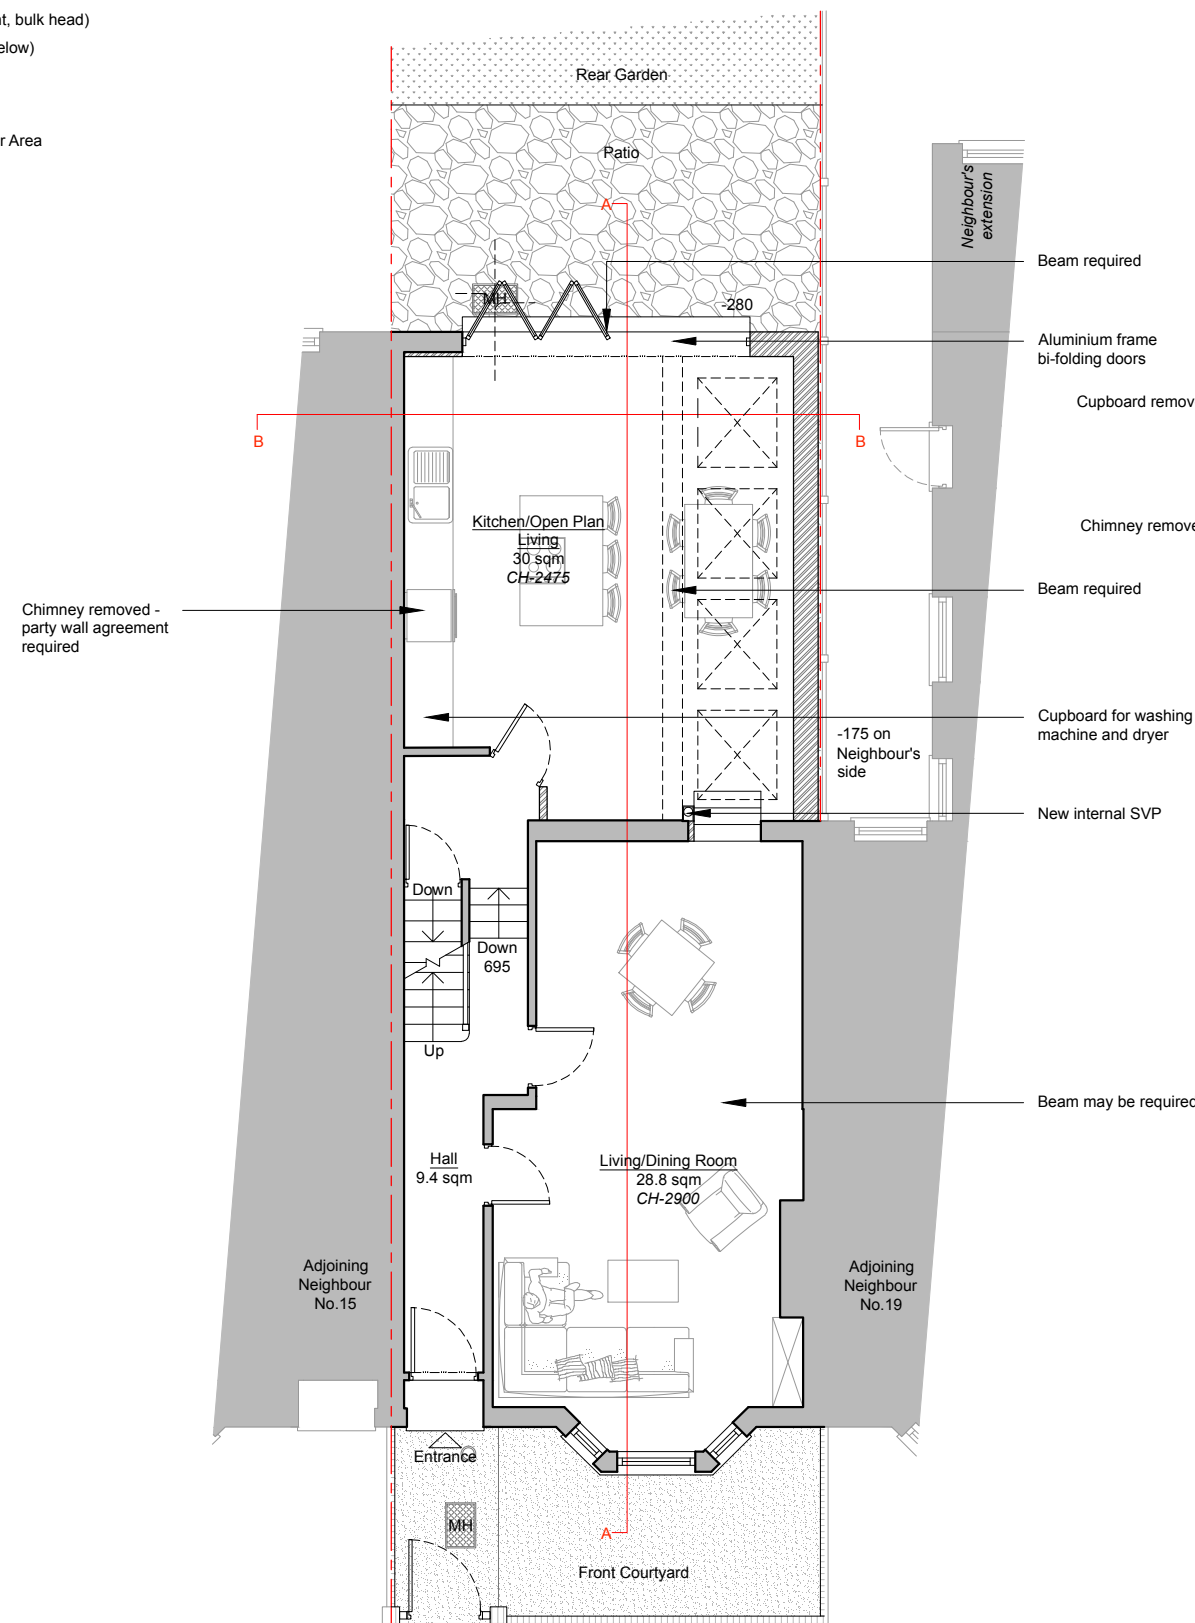 t, bulk head)
elow)
r Area
Rear Garden
Patio
A
Neighbour's
extension
Beam required
MH
-280
Aluminium frame
bi-folding doors
Cupboard remov
B
B
Kitchen/Open Plan
Living
30 sqm
CH-2475
Chimney remove
Beam required
Chimney removed -
party wall agreement
required
Cupboard for washing
machine and dryer
-175 on
Neighbour's
side
New internal SVP
Down
Down
695
Up
Beam may be required
Hall
9.4 sqm
Living/Dining Room
28.8 sqm
CH-2900
Adjoining
Neighbour
No.15
Adjoining
Neighbour
No.19
Entrance
MH
A
Front Courtyard